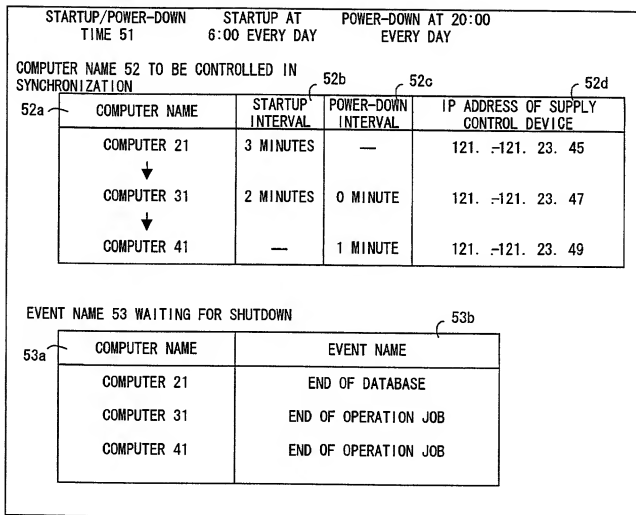 STARTUP/POWER-DOWN TIME 51 STARTUP AT 6:00 EVERY DAY POWER-DOWN AT 20:00 EVERY DAY
COMPUTER NAME 52 TO BE CONTROLLED IN
SYNCHRONIZATION
52b 52c 52d
52a COMPUTER NAME STARTUP INTERVAL POWER-DOWN INTERVAL IP ADDRESS OF SUPPLY CONTROL DEVICE
COMPUTER 21 3 MINUTES — 121. -121. 23. 45
COMPUTER 31 2 MINUTES 0 MINUTE 121. -121. 23. 47
COMPUTER 41 — 1 MINUTE 121. -121. 23. 49
EVENT NAME 53 WAITING FOR SHUTDOWN
53b
53a COMPUTER NAME EVENT NAME
COMPUTER 21 END OF DATABASE
COMPUTER 31 END OF OPERATION JOB
COMPUTER 41 END OF OPERATION JOB